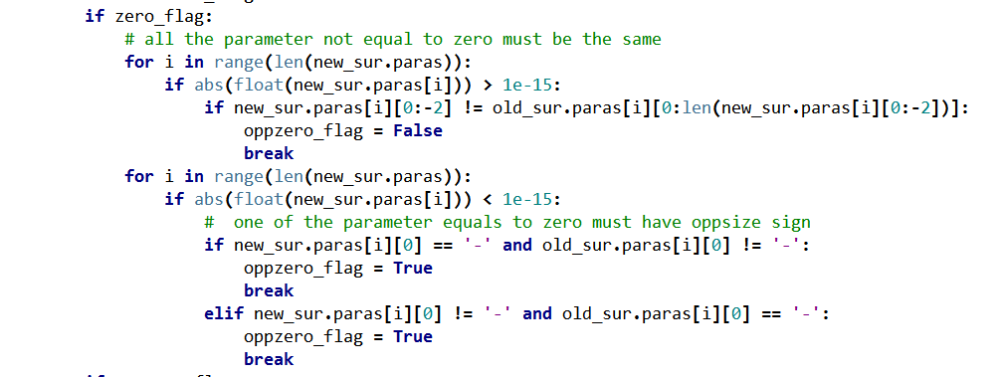 if zero_flag:
# all the parameter not equal to zero must be the same
for i in range(len(new_sur.paras)):
if abs(float(new_sur.paras[i])) > 1e-15:
if new_sur.paras[i][0:-2] != old_sur.paras[i][0:len(new_sur.paras[i][0:-2])]:
oppzero_flag = False
break
for i in range(len(new_sur.paras)):
if abs(float(new_sur.paras[i])) < 1e-15:
#  one of the parameter equals to zero must have oppsize sign
if new_sur.paras[i][0] == '-' and old_sur.paras[i][0] != '-':
oppzero_flag = True
break
elif new_sur.paras[i][0] != '-' and old_sur.paras[i][0] == '-':
oppzero_flag = True
break